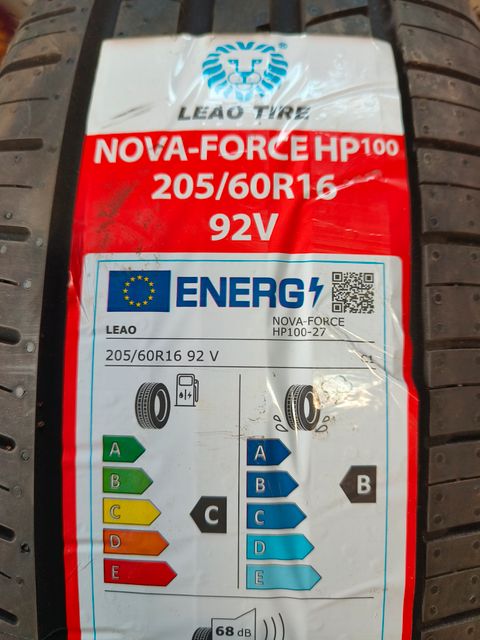 LEAO TIRE
NOVA-FORCE HP100
205/60R16
92V
ENERG
LEAO
NOVA-FORCE
HP100-27
205/60R16 92 V
C1
A
B
C
D
E
C
A
B
C
D
E
B
68 dB